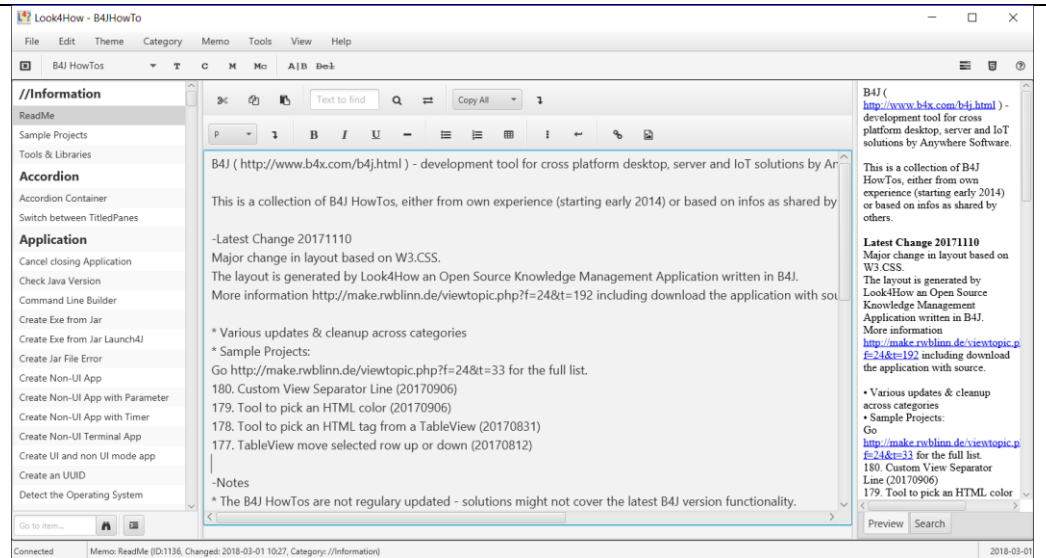 Look4How - B4JHowTo
File Edit Theme Category Memo Tools View Help
B4J HowTos T C M Mc A|B Del
//Information
ReadMe
Sample Projects
Tools & Libraries
Accordion
Accordion Container
Switch between TitledPanes
Application
Cancel closing Application
Check Java Version
Command Line Builder
Create Exe from Jar
Create Exe from Jar Launch4J
Create Jar File Error
Create Non-UI App
Create Non-UI App with Parameter
Create Non-UI App with Timer
Create Non-UI Terminal App
Create UI and non UI mode app
Create an UUID
Detect the Operating System
Go to item...
Text to find
Copy All
P B I U
B4J ( http://www.b4x.com/b4j.html ) - development tool for cross platform desktop, server and IoT solutions by
This is a collection of B4J HowTos, either from own experience (starting early 2014) or based on infos as shared by
-Latest Change 20171110
Major change in layout based on W3.CSS.
The layout is generated by Look4How an Open Source Knowledge Management Application written in B4J.
More information http://make.rwblinn.de/viewtopic.php?f=24&t=192 including download the application with
* Various updates & cleanup across categories
* Sample Projects:
Go http://make.rwblinn.de/viewtopic.php?f=24&t=33 for the full list.
180. Custom View Separator Line (20170906)
179. Tool to pick an HTML color (20170906)
178. Tool to pick an HTML tag from a TableView (20170831)
177. TableView move selected row up or down (20170812)
-Notes
* The B4J HowTos are not regulary updated - solutions might not cover the latest B4J version functionality.
B4J (
http://www.b4x.com/b4j.html ) -
development tool for cross
platform desktop, server and IoT
solutions by Anywhere Software.
This is a collection of B4J
HowTos, either from own
experience (starting early 2014)
or based on infos as shared by
others.
Latest Change 20171110
Major change in layout based on
W3.CSS.
The layout is generated by
Look4How an Open Source
Knowledge Management
Application written in B4J.
More information
http://make.rwblinn.de/viewtopic.p
f=24&t=192 including download
the application with source.
• Various updates & cleanup
across categories
• Sample Projects:
Go
http://make.rwblinn.de/viewtopic.p
f=24&t=33 for the full list.
180. Custom View Separator
Line (20170906)
179. Tool to pick an HTML color
Preview Search
Connected Memo: ReadMe (ID:1136, Changed: 2018-03-01 10:27, Category: //Information) 2018-03-01